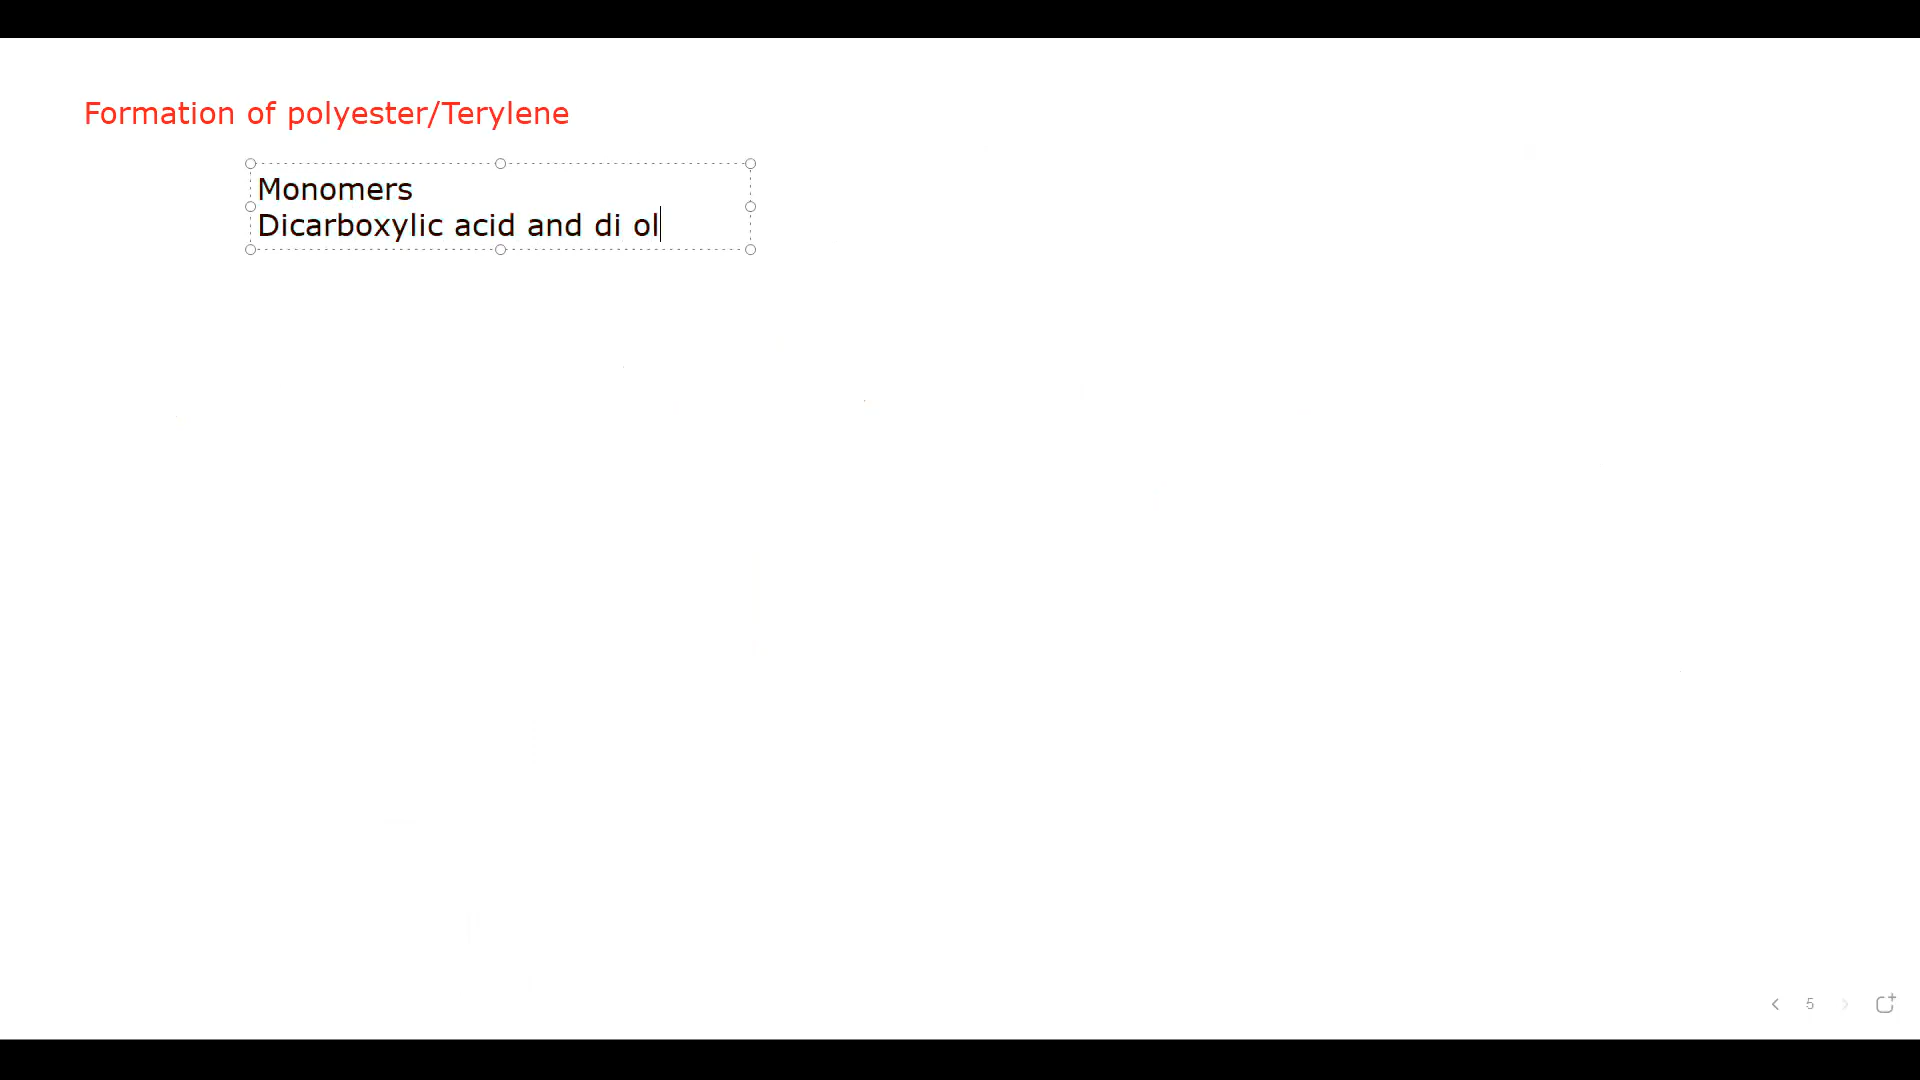 Formation of polyester/Terylene
Monomers
Dicarboxylic acid and di ol
5